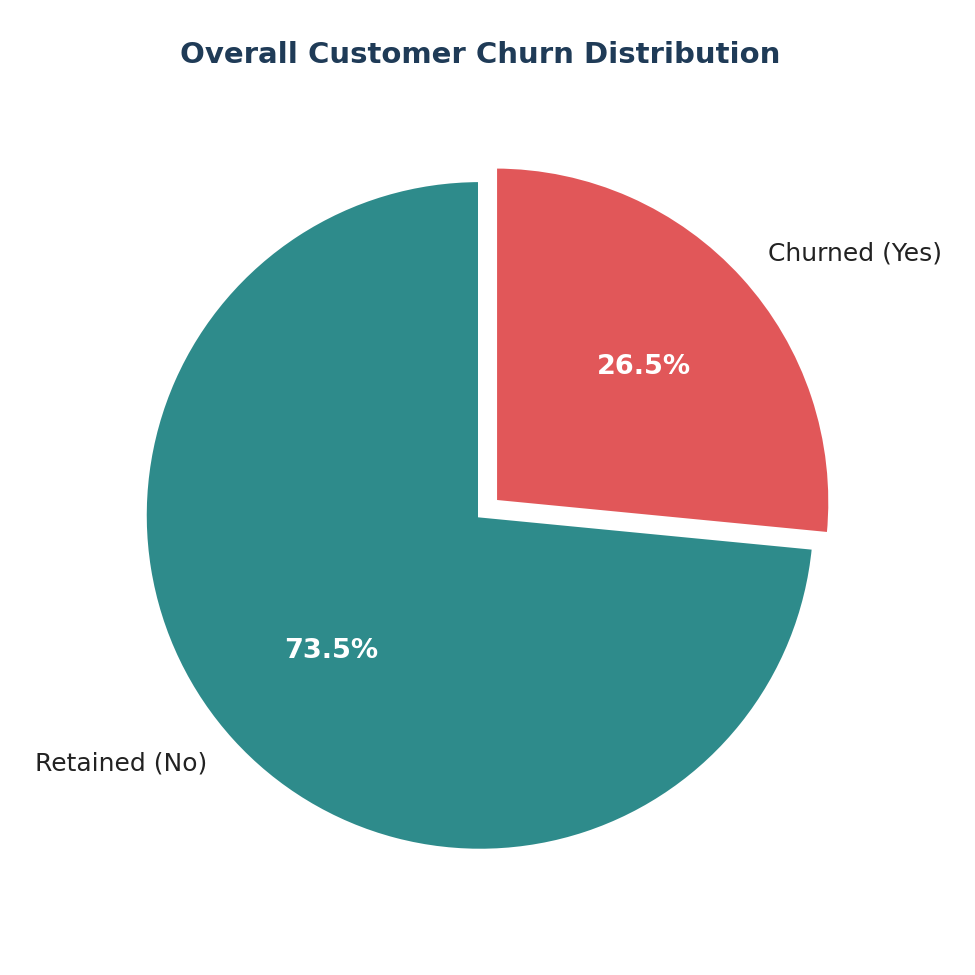 Overall Customer Churn Distribution
Churned (Yes)
26.5%
73.5%
Retained (No)